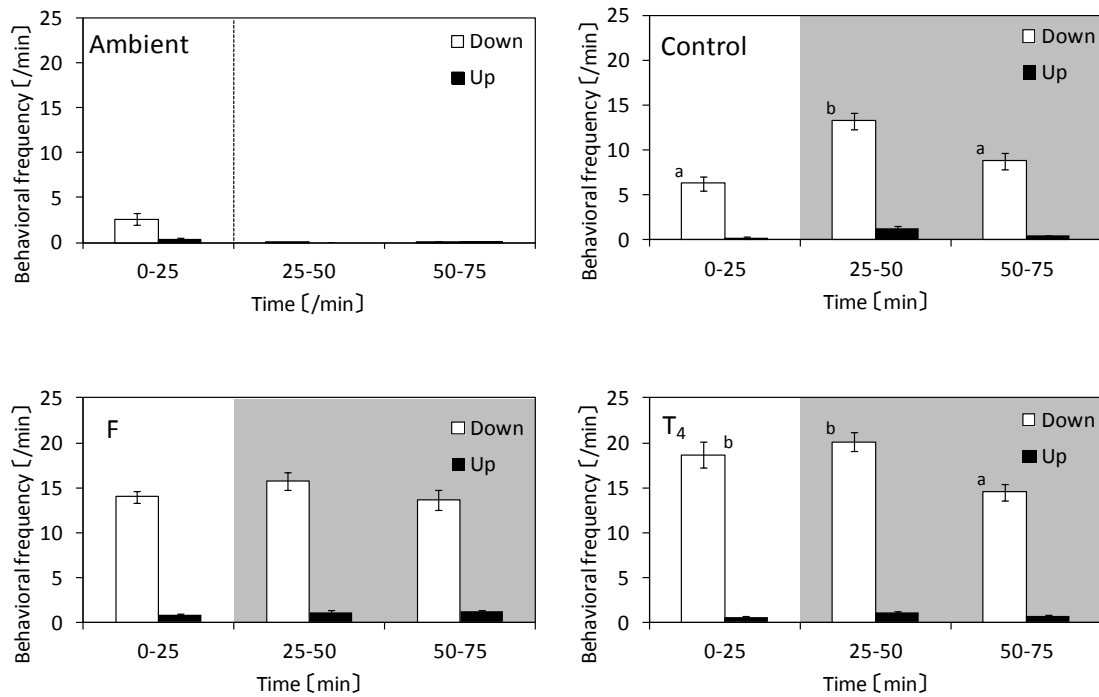 Ambient
Down
Up
Behavioral frequency〔/min〕
25
20
15
10
5
0
0-25
25-50
50-75
Time〔/min〕
Control
Down
Up
Behavioral frequency〔/min〕
25
20
15
10
5
0
a
b
a
0-25
25-50
50-75
Time〔min〕
F
Down
Up
Behavioral frequency〔/min〕
25
20
15
10
5
0
0-25
25-50
50-75
Time〔min〕
T4
Down
Up
Behavioral frequency〔/min〕
25
20
15
10
5
0
b
b
a
0-25
25-50
50-75
Time〔min〕